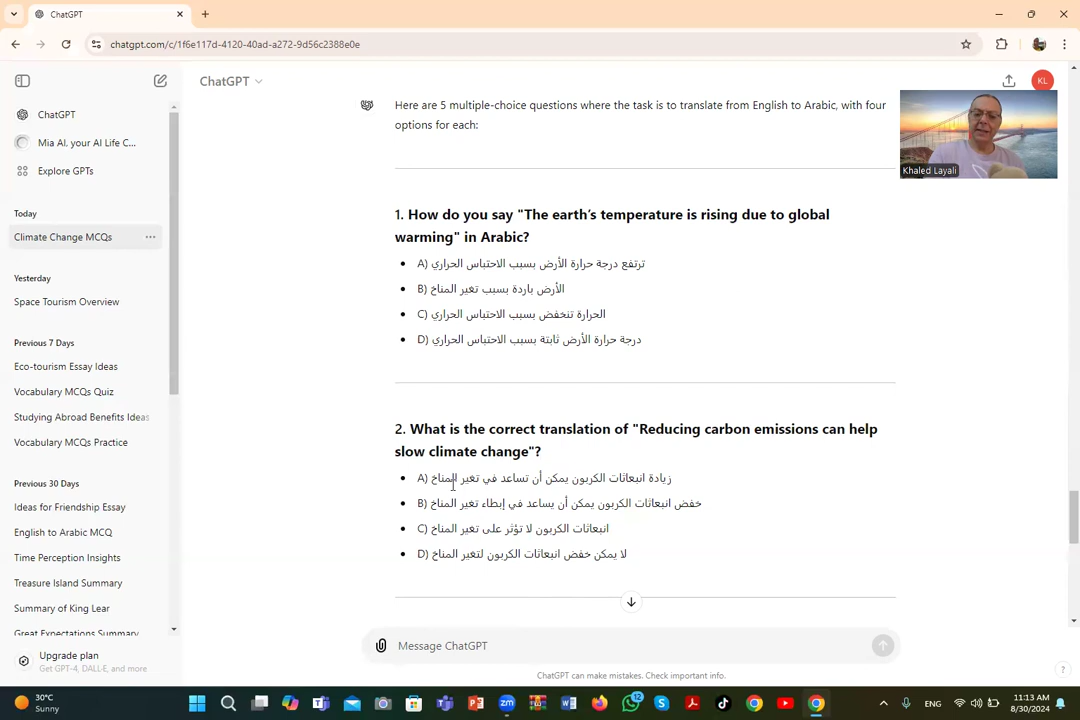 ChatGPT
chatgpt.com/c/1f6e117d-4120-40ad-a272-9d56c2388e0e
ChatGPT
Mia AI, your AI Life C...
Explore GPTs
Today
Climate Change MCQs
Yesterday
Space Tourism Overview
Previous 7 Days
Eco-tourism Essay Ideas
Vocabulary MCQs Quiz
Studying Abroad Benefits Ideas
Vocabulary MCQs Practice
Previous 30 Days
Ideas for Friendship Essay
English to Arabic MCQ
Time Perception Insights
Treasure Island Summary
Summary of King Lear
Great Expectations Summary
Upgrade plan
Get GPT-4, DALL-E, and more
ChatGPT
KL
Khaled Layali
Here are 5 multiple-choice questions where the task is to translate from English to Arabic, with four
options for each:
1. How do you say "The earth’s temperature is rising due to global
warming" in Arabic?
A) ترتفع درجة حرارة الأرض بسبب الاحتباس الحراري
B) الأرض باردة بسبب تغير المناخ
C) الحرارة تنخفض بسبب الاحتباس الحراري
D) درجة حرارة الأرض ثابتة بسبب الاحتباس الحراري
2. What is the correct translation of "Reducing carbon emissions can help
slow climate change"?
A) زيادة انبعاثات الكربون يمكن أن تساعد في تغير المناخ
B) خفض انبعاثات الكربون يمكن أن يساعد في إبطاء تغير المناخ
C) انبعاثات الكربون لا تؤثر على تغير المناخ
D) لا يمكن خفض انبعاثات الكربون لتغير المناخ
Message ChatGPT
ChatGPT can make mistakes. Check important info.
?
30°C
Sunny
zm
12
ENG
11:13 AM
8/30/2024